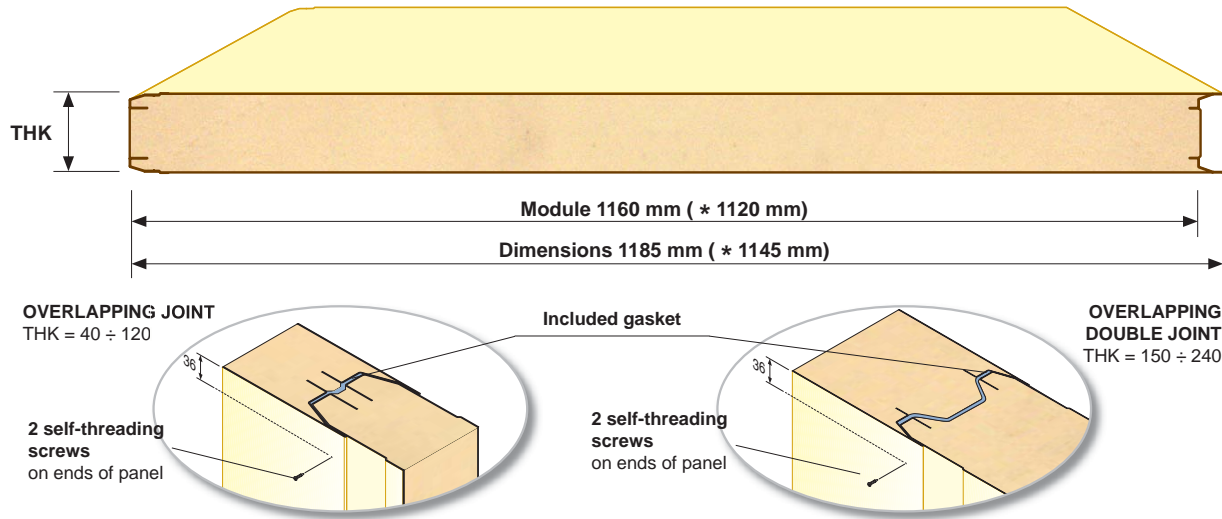 THK
Module 1160 mm ( * 1120 mm)
Dimensions 1185 mm ( * 1145 mm)
OVERLAPPING JOINT
THK = 40 ÷ 120
Included gasket
OVERLAPPING
DOUBLE JOINT
THK = 150 ÷ 240
36
36
2 self-threading
screws
on ends of panel
2 self-threading
screws
on ends of panel